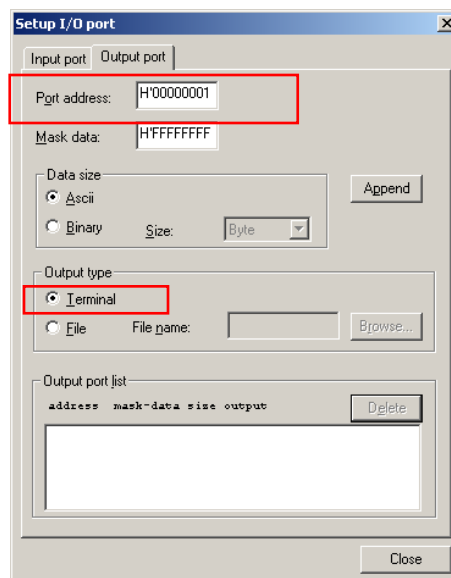 Setup I/O port
Input port Output port
Port address: H'00000001
Mask data: H'FFFFFFFF
Data size
Ascii
Append
Binary Size: Byte
Output type
Terminal
File File name: Browse...
Output port list
address mask-data size output
Delete
Close